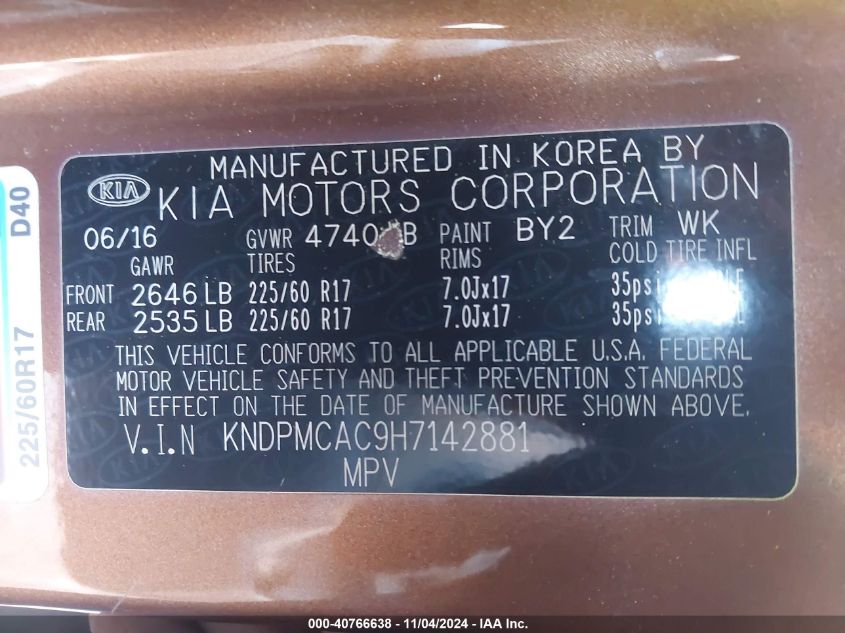 MANUFACTURED IN KOREA BY
KIA KIA MOTORS CORPORATION
06/16 GVWR PAINT BY2 TRIM WK
GAWR TIRES RIMS COLD TIRE INFL
FRONT 2646 LB 225/60 R17 7.0Jx17 35psi
REAR 2535 LB 225/60 R17 7.0Jx17 35psi
THIS VEHICLE CONFORMS TO ALL APPLICABLE U.S.A. FEDERAL
MOTOR VEHICLE SAFETY AND THEFT PREVENTION STANDARDS
IN EFFECT ON THE DATE OF MANUFACTURE SHOWN ABOVE.
V.I.N KNDPMCAC9H7142881
MPV
225/60R17 D40
000-40766638 - 11/04/2024 - IAA Inc.